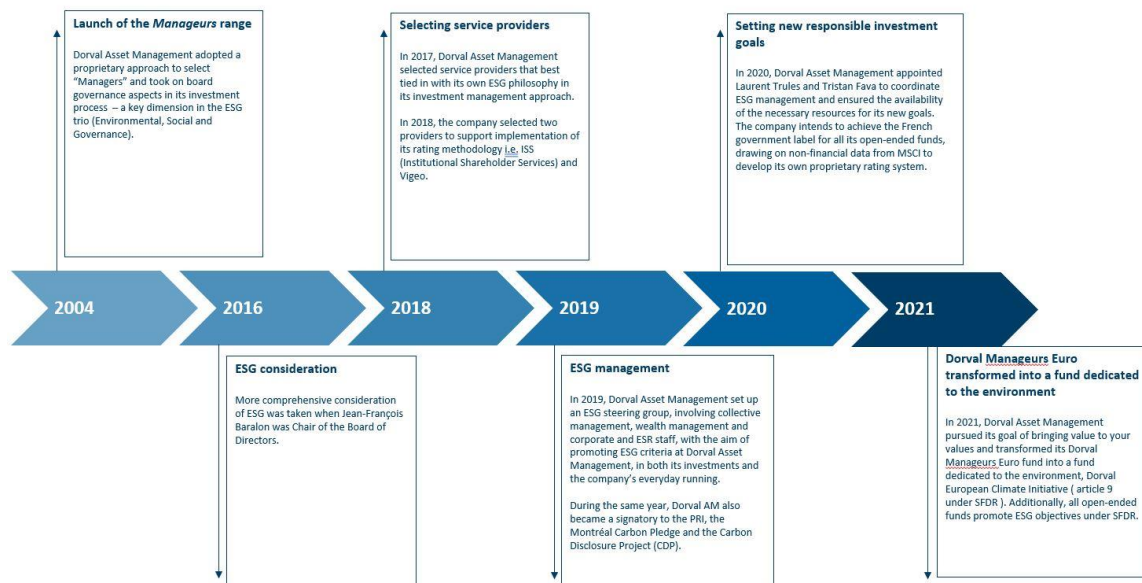 Launch of the Manageurs range
Dorval Asset Management adopted a
proprietary approach to select
“Managers” and took on board
governance aspects in its investment
process – a key dimension in the ESG
trio (Environmental, Social and
Governance).
Selecting service providers
In 2017, Dorval Asset Management
selected service providers that best
tied in with its own ESG philosophy in
its investment management approach.
In 2018, the company selected two
providers to support implementation of
its rating methodology i.e, ISS
(Institutional Shareholder Services) and
Vigeo.
Setting new responsible investment
goals
In 2020, Dorval Asset Management appointed
Laurent Trules and Tristan Fava to coordinate
ESG management and ensured the availability
of the necessary resources for its new goals.
The company intends to achieve the French
government label for all its open-ended funds,
drawing on non-financial data from MSCI to
develop its own proprietary rating system.
2004
2016
2018
2019
2020
2021
ESG consideration
More comprehensive consideration
of ESG was taken when Jean-François
Baralon was Chair of the Board of
Directors.
ESG management
In 2019, Dorval Asset Management set up
an ESG steering group, involving collective
management, wealth management and
corporate and ESR staff, with the aim of
promoting ESG criteria at Dorval Asset
Management, in both its investments and
the company’s everyday running.
During the same year, Dorval AM also
became a signatory to the PRI, the
Montréal Carbon Pledge and the Carbon
Disclosure Project (CDP).
Dorval Manageurs Euro
transformed into a fund dedicated
to the environment
In 2021, Dorval Asset Management
pursued its goal of bringing value to your
values and transformed its Dorval
Manageurs Euro fund into a fund
dedicated to the environment, Dorval
European Climate Initiative ( article 9
under SFDR ). Additionally, all open-ended
funds promote ESG objectives under SFDR.